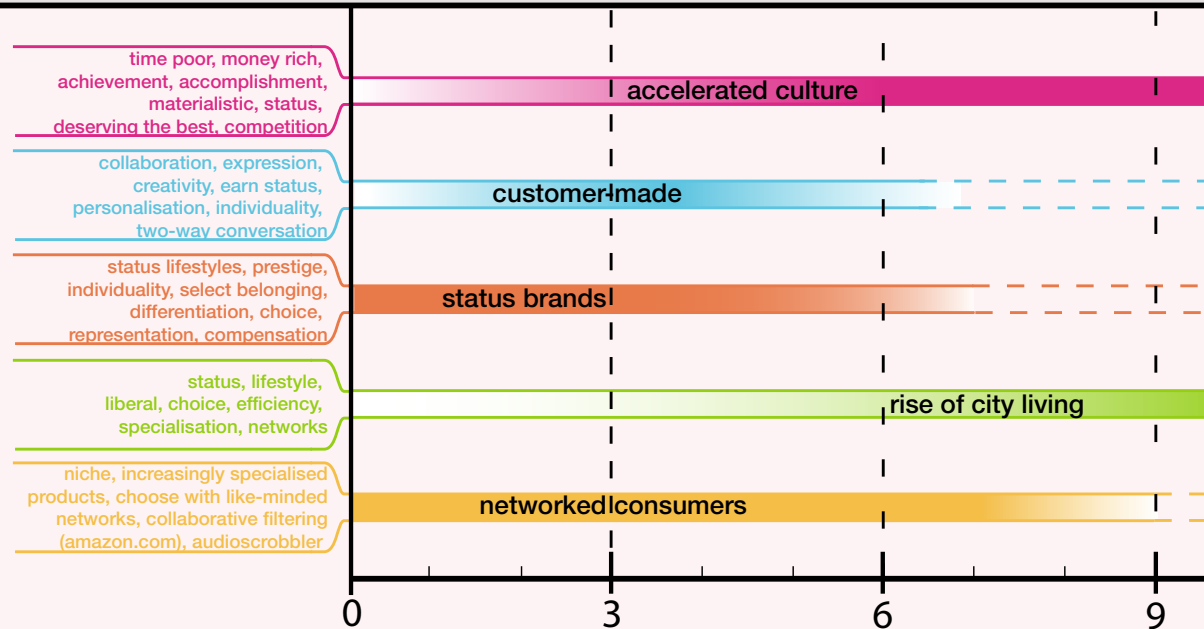 time poor, money rich,
achievement, accomplishment,
materialistic, status,
deserving the best, competition
accelerated culture
collaboration, expression,
creativity, earn status,
personalisation, individuality,
two-way conversation
customer-made
status lifestyles, prestige,
individuality, select belonging,
differentiation, choice,
representation, compensation
status brands
status, lifestyle,
liberal, choice, efficiency,
specialisation, networks
rise of city living
niche, increasingly specialised
products, choose with like-minded
networks, collaborative filtering
(amazon.com), audioscrobbler
networked consumers
0 3 6 9